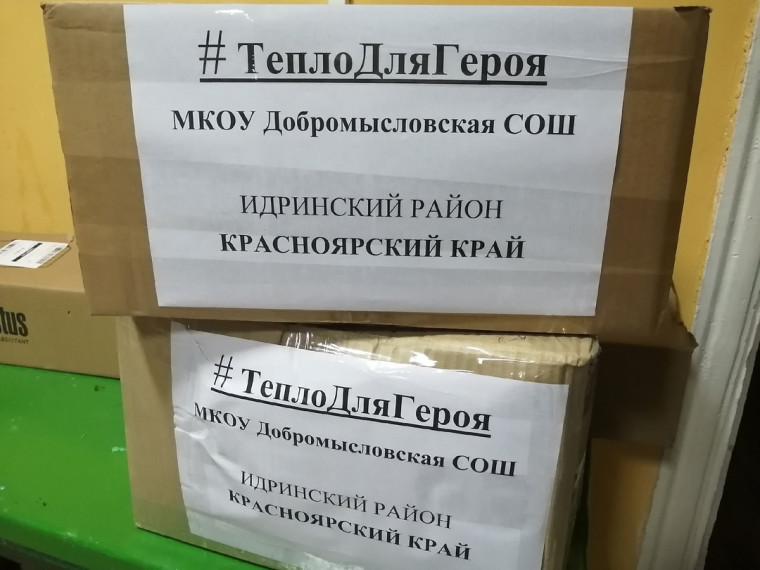 # ТеплоДляГероя
МКОУ Добромысловская СОШ
ИДРИНСКИЙ РАЙОН
КРАСНОЯРСКИЙ КРАЙ
# ТеплоДляГероя
МКОУ Добромысловская СОШ
ИДРИНСКИЙ РАЙОН
КРАСНОЯРСКИЙ КРАЙ